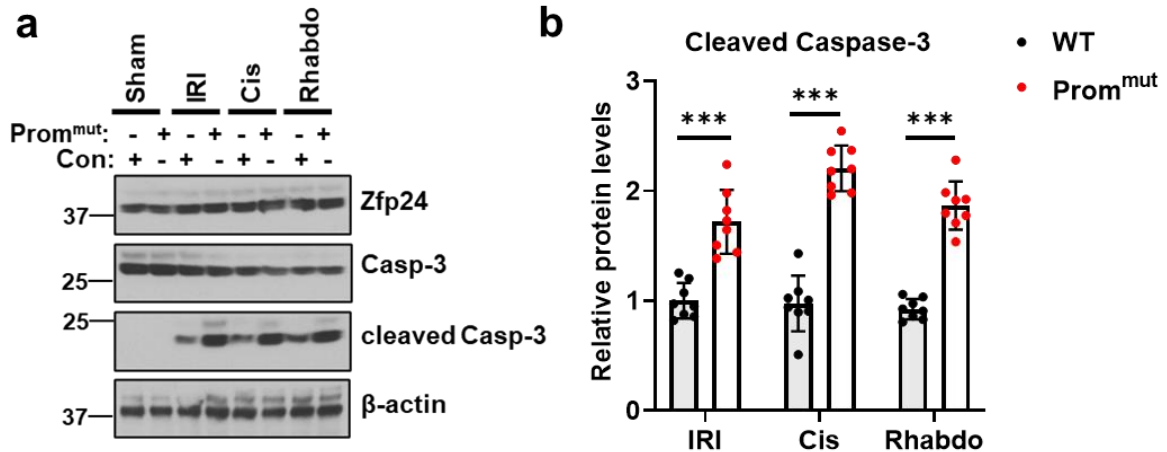 a
Sham
IRI
Cis
Rhabdo
Prom^mut: - + - + - + - +
Con: + - + - + - + -
37 Zfp24
25 Casp-3
25 cleaved Casp-3
37 β-actin
b
Cleaved Caspase-3
WT
Prom^mut
Relative protein levels
3
2
1
0
***
***
***
IRI
Cis
Rhabdo